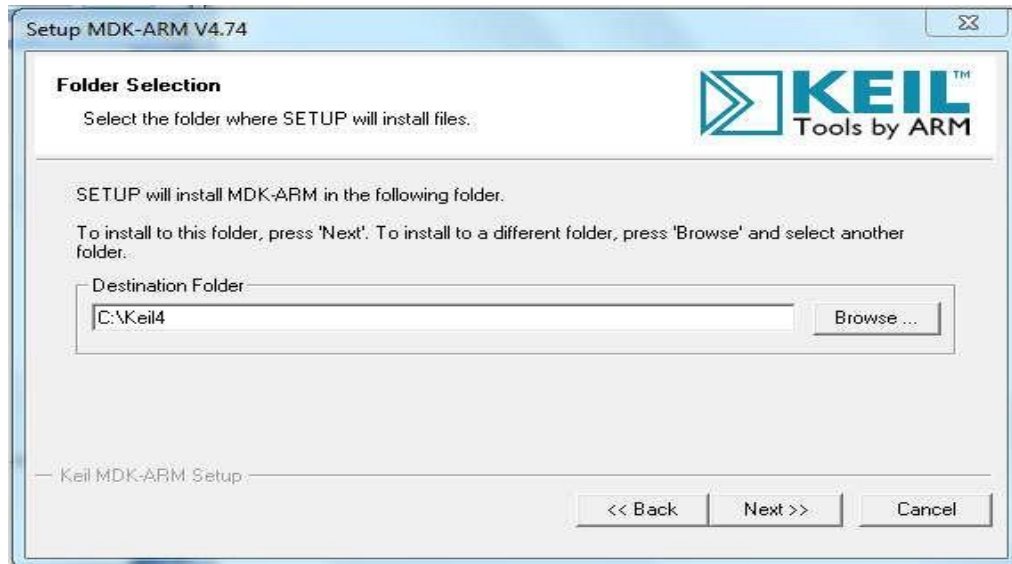 Setup MDK-ARM V4.74
Folder Selection
Select the folder where SETUP will install files.
KEIL™
Tools by ARM
SETUP will install MDK-ARM in the following folder.
To install to this folder, press 'Next'. To install to a different folder, press 'Browse' and select another
folder.
Destination Folder
C:\Keil4
Browse ...
Keil MDK-ARM Setup
<< Back
Next >>
Cancel